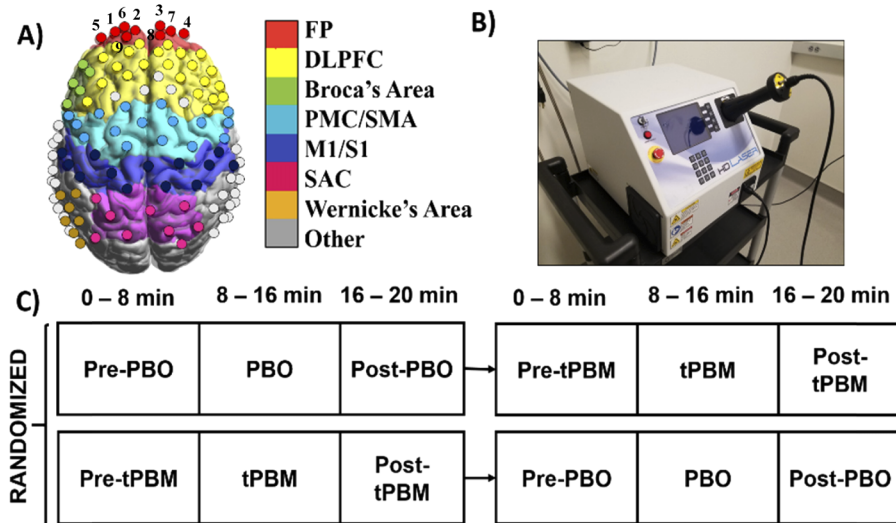 A)
5 1 6 2 3 7 4
8
9
FP
DLPFC
Broca's Area
PMC/SMA
M1/S1
SAC
Wernicke's Area
Other
B)
HD LASER
C)
0 – 8 min 8 – 16 min 16 – 20 min 0 – 8 min 8 – 16 min 16 – 20 min
RANDOMIZED
Pre-PBO PBO Post-PBO Pre-tPBM tPBM Post-
tPBM
Pre-tPBM tPBM Post-
tPBM Pre-PBO PBO Post-PBO